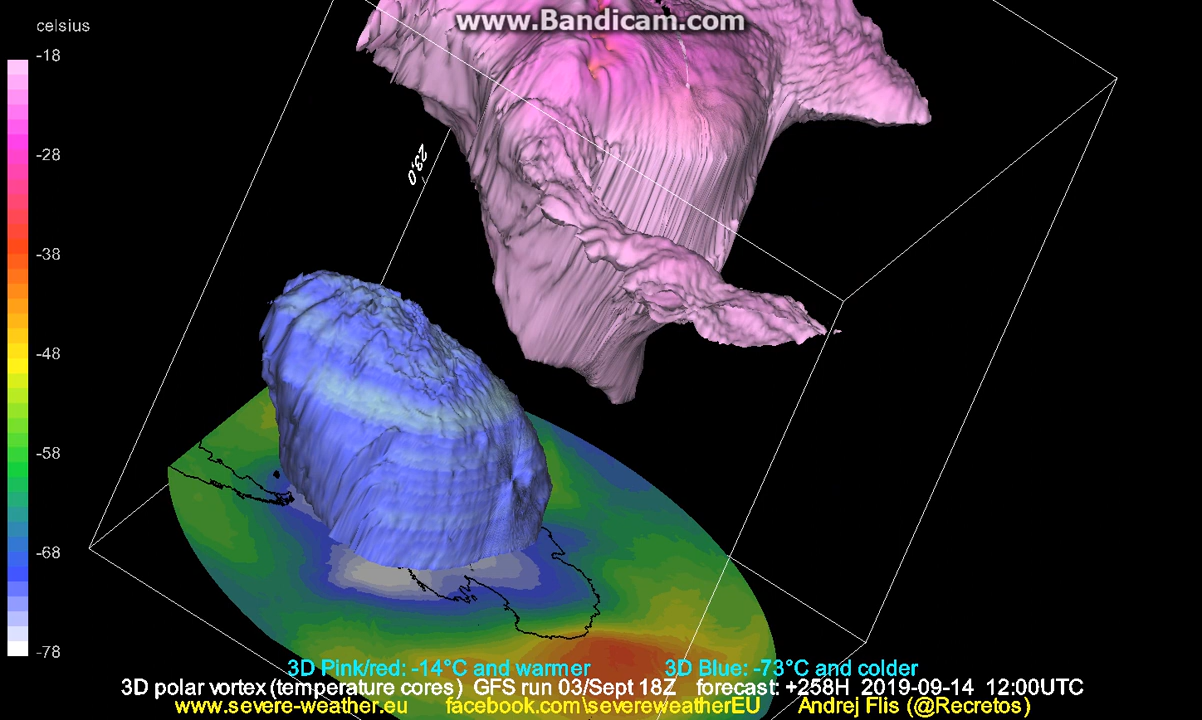 www.Bandicam.com
celsius
-18
-28
-38
-48
-58
-68
-78
23.0
3D Pink/red: -14°C and warmer 3D Blue: -73°C and colder
3D polar vortex (temperature cores) GFS run 03/Sept 18Z forecast: +258H 2019-09-14 12:00UTC
www.severe-weather.eu facebook.com/severeweatherEU Andrej Flis (@Recretos)